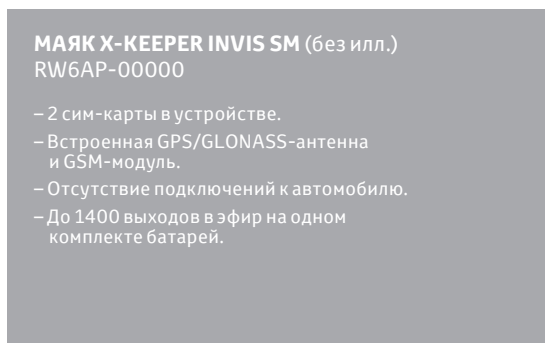 МАЯК X-KEEPER INVIS SM (без илл.)
RW6AP-00000
– 2 сим-карты в устройстве.
– Встроенная GPS/GLONASS-антенна
и GSM-модуль.
– Отсутствие подключений к автомобилю.
– До 1400 выходов в эфир на одном
комплекте батарей.